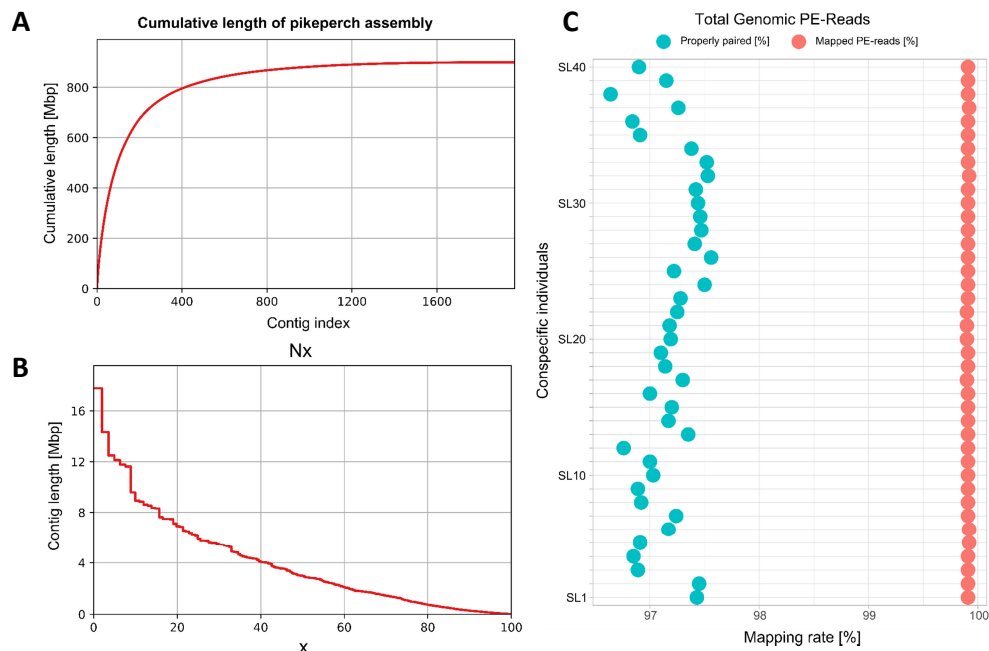 A
Cumulative length of pikeperch assembly
Cumulative length [Mbp]
800
600
400
200
0
0 400 800 1200 1600
Contig index
B
Nx
Contig length [Mbp]
16
12
8
4
0
0 20 40 60 80 100
x
C
Total Genomic PE-Reads
Properly paired [%] Mapped PE-reads [%]
Conspecific individuals
SL40
SL30
SL20
SL10
SL1
97 98 99 100
Mapping rate [%]